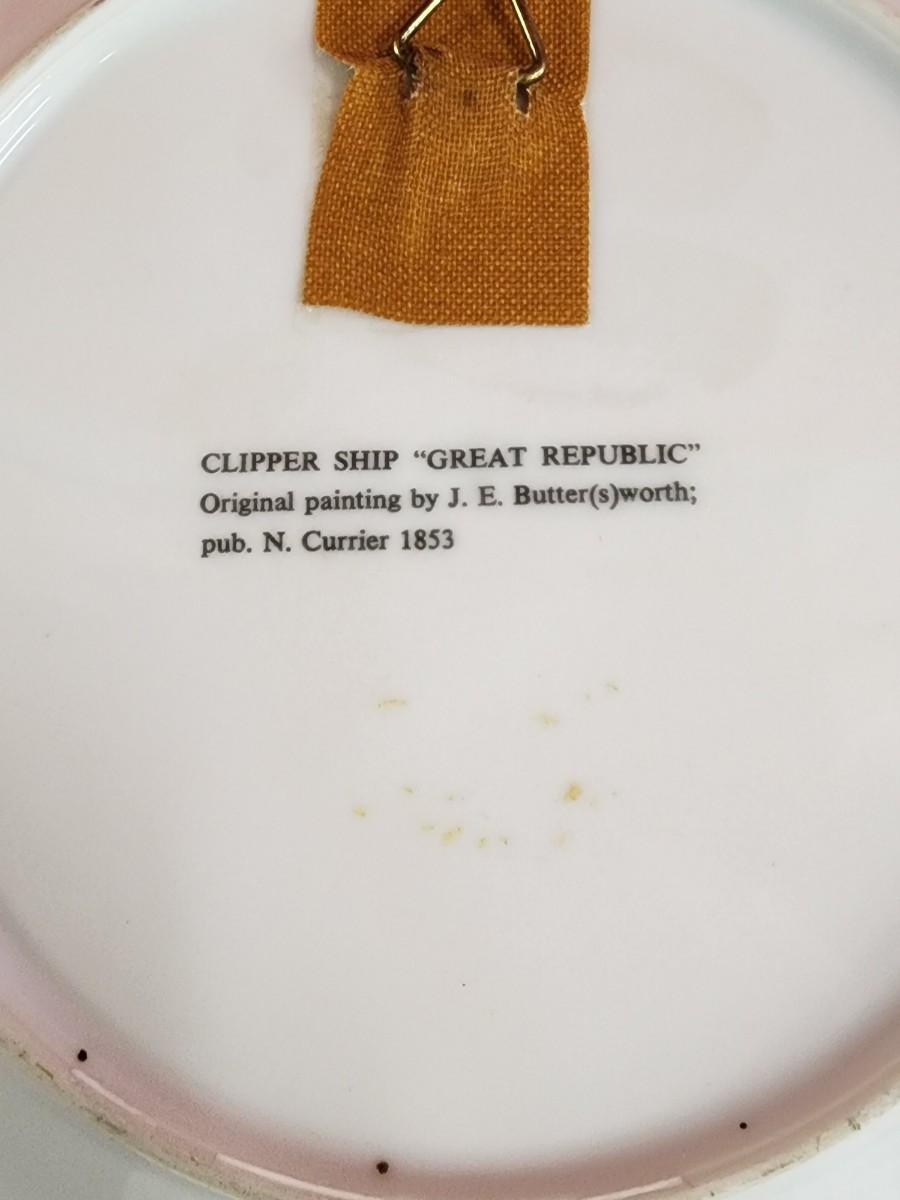 CLIPPER SHIP “GREAT REPUBLIC”
Original painting by J. E. Butter(s)worth;
pub. N. Currier 1853